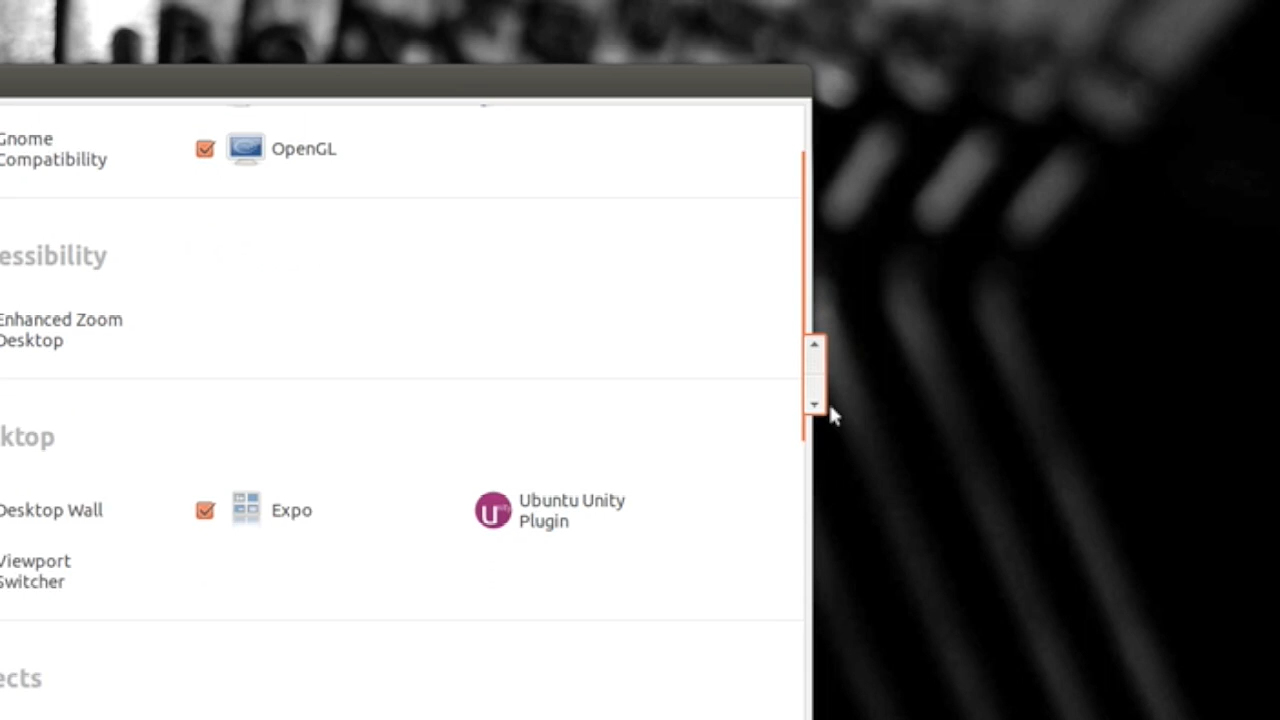 Gnome
Compatibility
OpenGL
essibility
Enhanced Zoom
Desktop
ktop
Desktop Wall
Expo
Ubuntu Unity
Plugin
Viewport
Switcher
ects